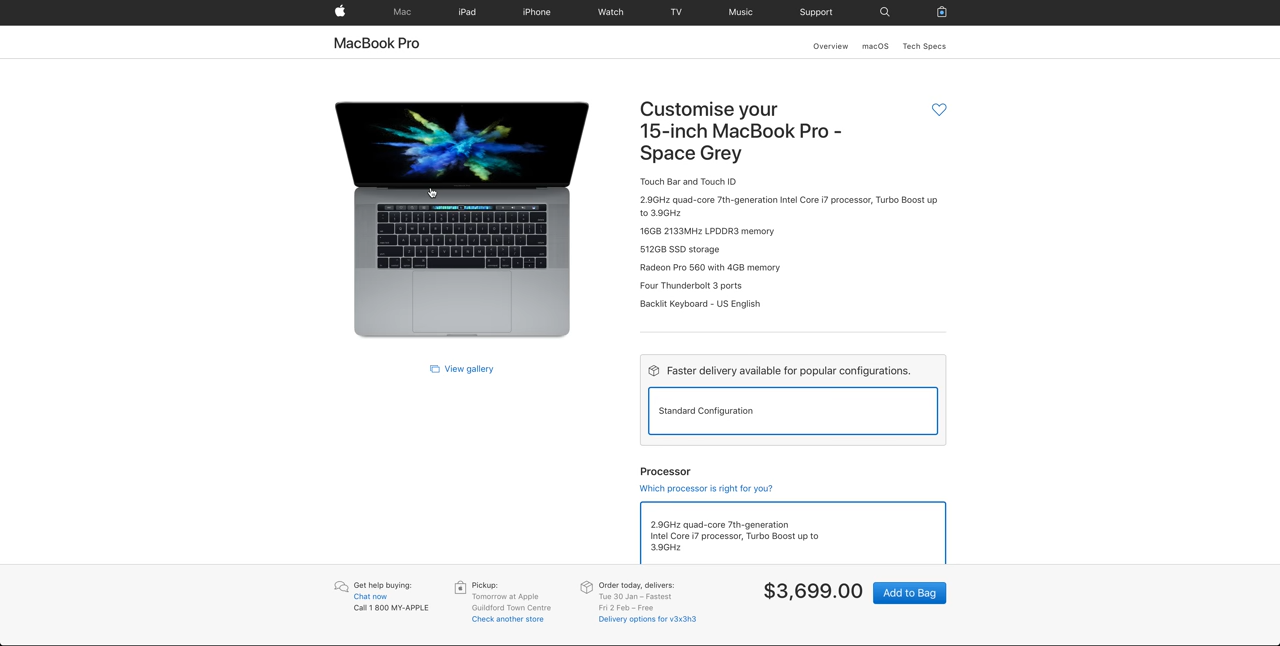 Mac
iPad
iPhone
Watch
TV
Music
Support
MacBook Pro
Overview
macOS
Tech Specs
Customise your
15-inch MacBook Pro -
Space Grey
Touch Bar and Touch ID
2.9GHz quad-core 7th-generation Intel Core i7 processor, Turbo Boost up
to 3.9GHz
16GB 2133MHz LPDDR3 memory
512GB SSD storage
Radeon Pro 560 with 4GB memory
Four Thunderbolt 3 ports
Backlit Keyboard - US English
View gallery
Faster delivery available for popular configurations.
Standard Configuration
Processor
Which processor is right for you?
2.9GHz quad-core 7th-generation
Intel Core i7 processor, Turbo Boost up to
3.9GHz
Get help buying:
Chat now
Call 1 800 MY-APPLE
Pickup:
Tomorrow at Apple
Guildford Town Centre
Check another store
Order today, delivers:
Tue 30 Jan – Fastest
Fri 2 Feb – Free
Delivery options for v3x3h3
$3,699.00
Add to Bag